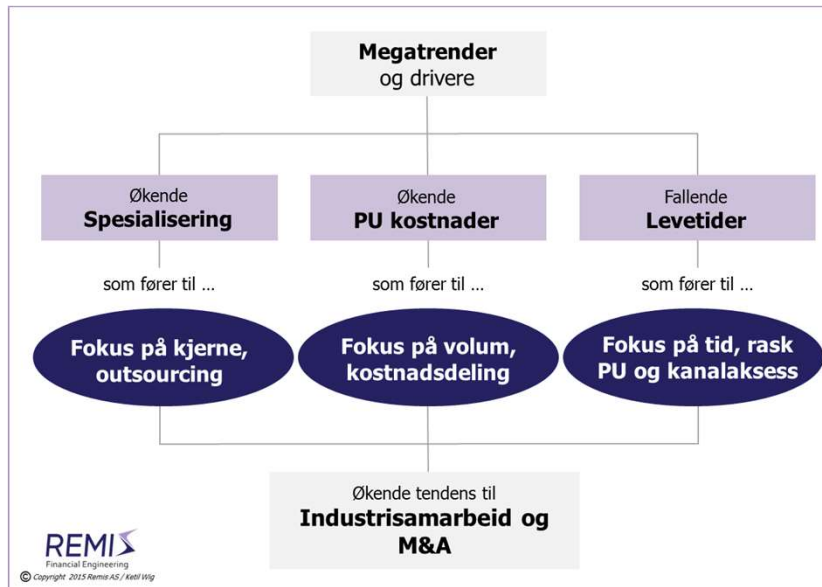 Megatrender
og drivere
Økende
Spesialisering
Økende
PU kostnader
Fallende
Levetider
som fører til ...
som fører til ...
som fører til ...
Fokus på kjerne,
outsourcing
Fokus på volum,
kostnadsdeling
Fokus på tid, rask
PU og kanalaksess
Økende tendens til
Industrisamarbeid og
M&A
REMIS
Financial Engineering
© Copyright 2015 Remis AS / Ketil Wig